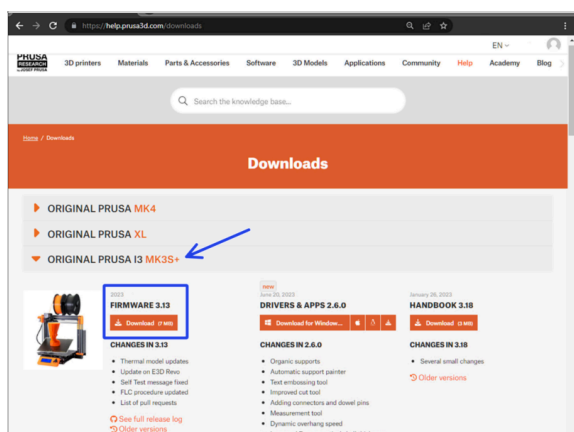 https://help.prusa3d.com/downloads
EN
PRUSA
RESEARCH
by JOSEF PRUSA
3D printers Materials Parts & Accessories Software 3D Models Applications Community Help Academy Blog
Search the knowledge base...
Home / Downloads
Downloads
ORIGINAL PRUSA MK4
ORIGINAL PRUSA XL
ORIGINAL PRUSA I3 MK3S+
2023
FIRMWARE 3.13
Download (7 MB)
CHANGES IN 3.13
Thermal model updates
Update on E3D Revo
Self Test message fixed
FLC procedure updated
List of pull requests
See full release log
Older versions
new
June 20, 2023
DRIVERS & APPS 2.6.0
Download for Window...
CHANGES IN 2.6.0
Organic supports
Automatic support painter
Text embossing tool
Improved cut tool
Adding connectors and dowel pins
Measurement tool
Dynamic overhang speed
January 26, 2023
HANDBOOK 3.18
Download (3 MB)
CHANGES IN 3.18
Several small changes
Older versions